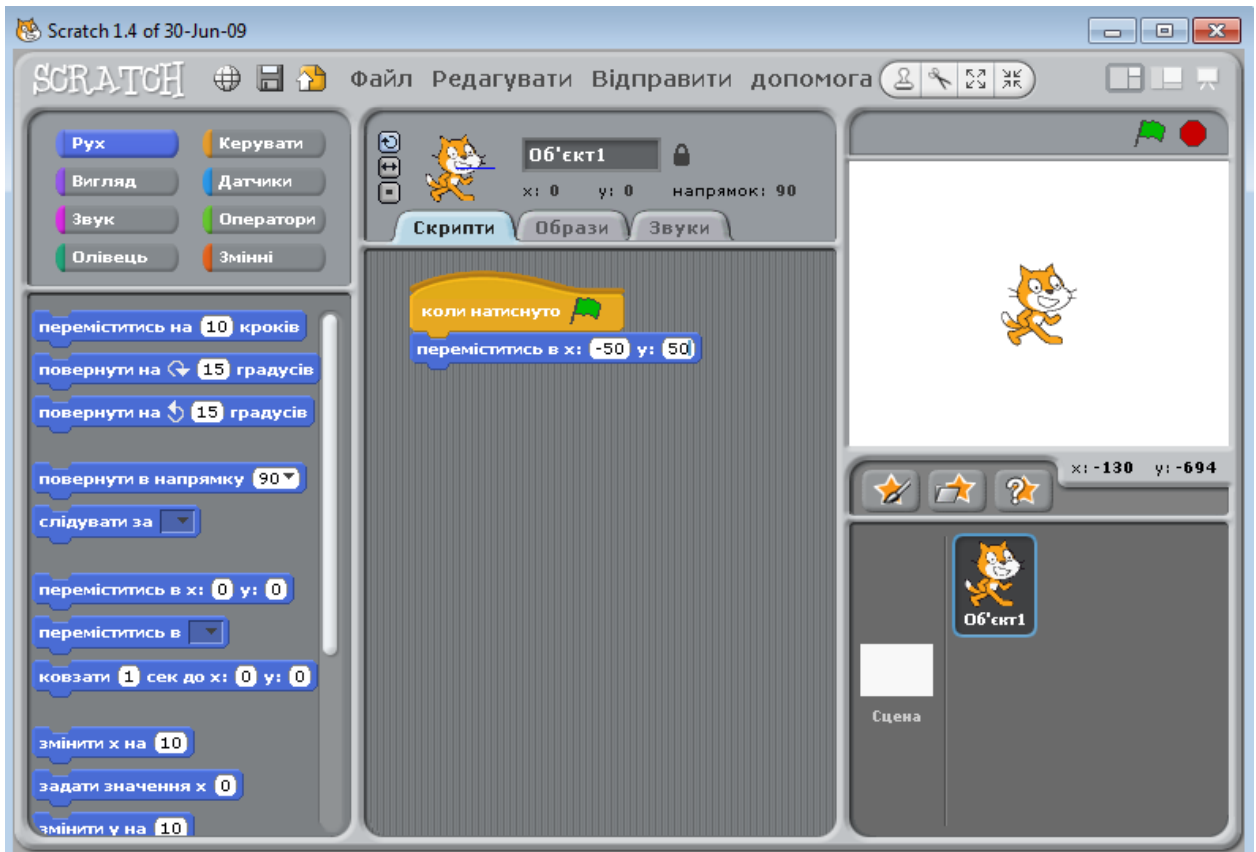 Scratch 1.4 of 30-Jun-09
SCRATCH Файл Редагувати Відправити допомога
Рух Керувати
Вигляд Датчики
Звук Оператори
Олівець Змінні
переміститись на 10 кроків
повернути на 15 градусів
повернути на 15 градусів
повернути в напрямку 90
слідувати за
переміститись в x: 0 y: 0
переміститись в
ковзати 1 сек до x: 0 y: 0
змінити x на 10
задати значення x 0
змінити y на 10
Об'єкт1
x: 0 y: 0 напрямок: 90
Скрипти Образи Звуки
коли натиснуто
переміститись в x: -50 y: 50
x: -130 y: -694
Об'єкт1
Сцена